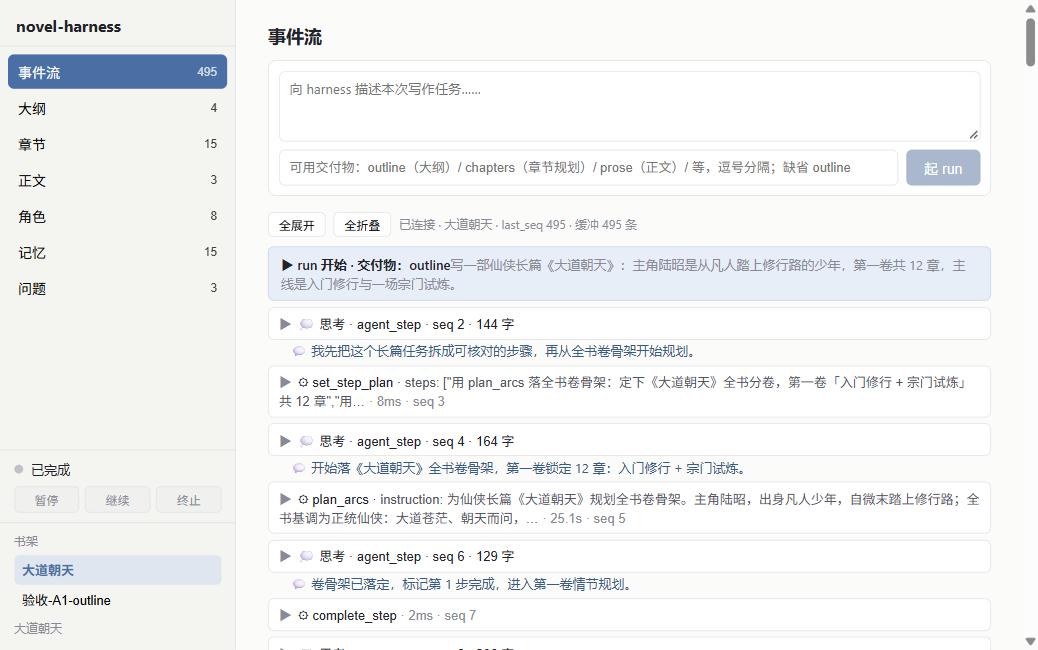 novel-harness
事件流 495
大纲 4
章节 15
正文 3
角色 8
记忆 15
问题 3
已完成
暂停 继续 终止
书架
大道朝天
验收-A1-outline
大道朝天
事件流
向 harness 描述本次写作任务……
可用交付物：outline（大纲）/ chapters（章节规划）/ prose（正文）/ 等，逗号分隔；缺省 outline
起 run
全展开 全折叠 已连接 · 大道朝天 · last_seq 495 · 缓冲 495 条
▶ run 开始 · 交付物：outline写一部仙侠长篇《大道朝天》：主角陆昭是从凡人踏上修行路的少年，第一卷共 12 章，主
线是入门修行与一场宗门试炼。
▶ 💭 思考 · agent_step · seq 2 · 144 字
💭 我先把这个长篇任务拆成可核对的步骤，再从全书卷骨架开始规划。
▶ ⚙ set_step_plan · steps: ["用 plan_arcs 落全书卷骨架：定下《大道朝天》全书分卷，第一卷「入门修行 + 宗门试炼」
共 12 章","用… · 8ms · seq 3
▶ 💭 思考 · agent_step · seq 4 · 164 字
💭 开始落《大道朝天》全书卷骨架，第一卷锁定 12 章：入门修行 + 宗门试炼。
▶ ⚙ plan_arcs · instruction: 为仙侠长篇《大道朝天》规划全书卷骨架。主角陆昭，出身凡人少年，自微末踏上修行路；全
书基调为正统仙侠：大道苍茫、朝天而问，… · 25.1s · seq 5
▶ 💭 思考 · agent_step · seq 6 · 129 字
💭 卷骨架已落定，标记第 1 步完成，进入第一卷情节规划。
▶ ⚙ complete_step · 2ms · seq 7